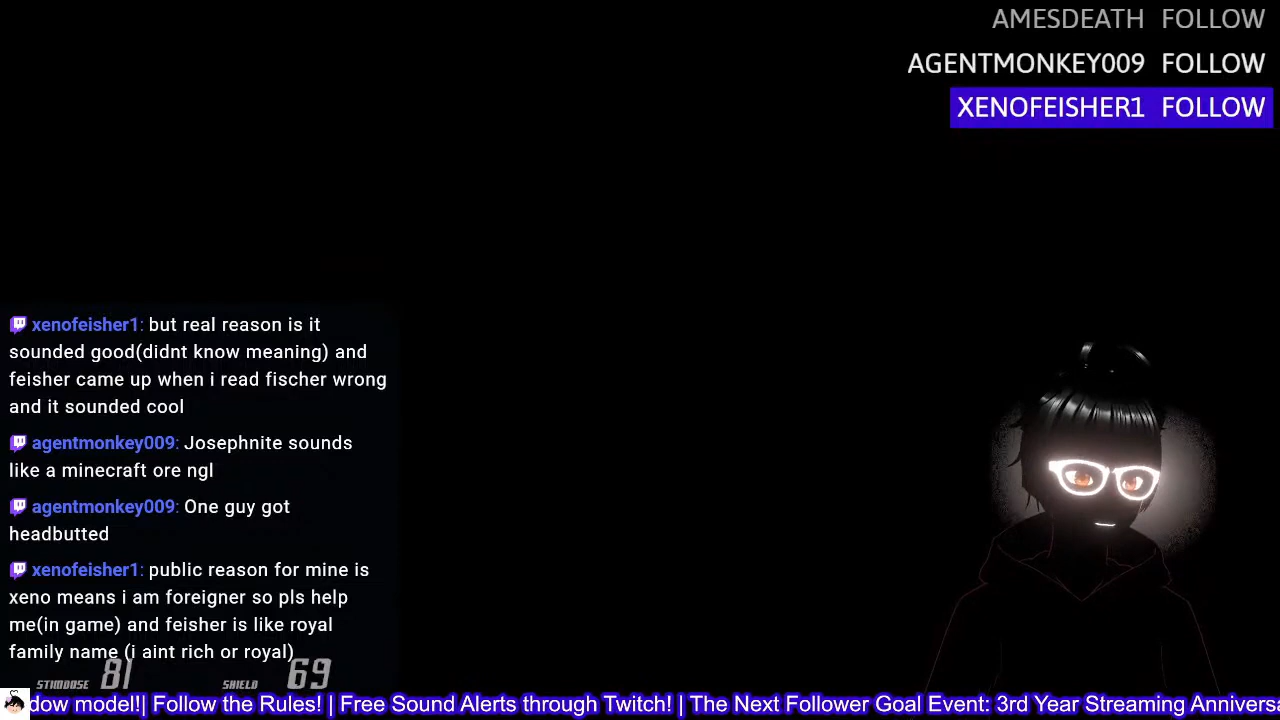 AMESDEATH FOLLOW
AGENTMONKEY009 FOLLOW
XENOFEISHER1 FOLLOW
xenofeisher1: but real reason is it
sounded good(didnt know meaning) and
feisher came up when i read fischer wrong
and it sounded cool
agentmonkey009: Josephnite sounds
like a minecraft ore ngl
agentmonkey009: One guy got
headbutted
xenofeisher1: public reason for mine is
xeno means i am foreigner so pls help
me(in game) and feisher is like royal
family name (i aint rich or royal)
STIMDOSE 81 SHIELD 69
dow model!| Follow the Rules! | Free Sound Alerts through Twitch! | The Next Follower Goal Event: 3rd Year Streaming Anniversa